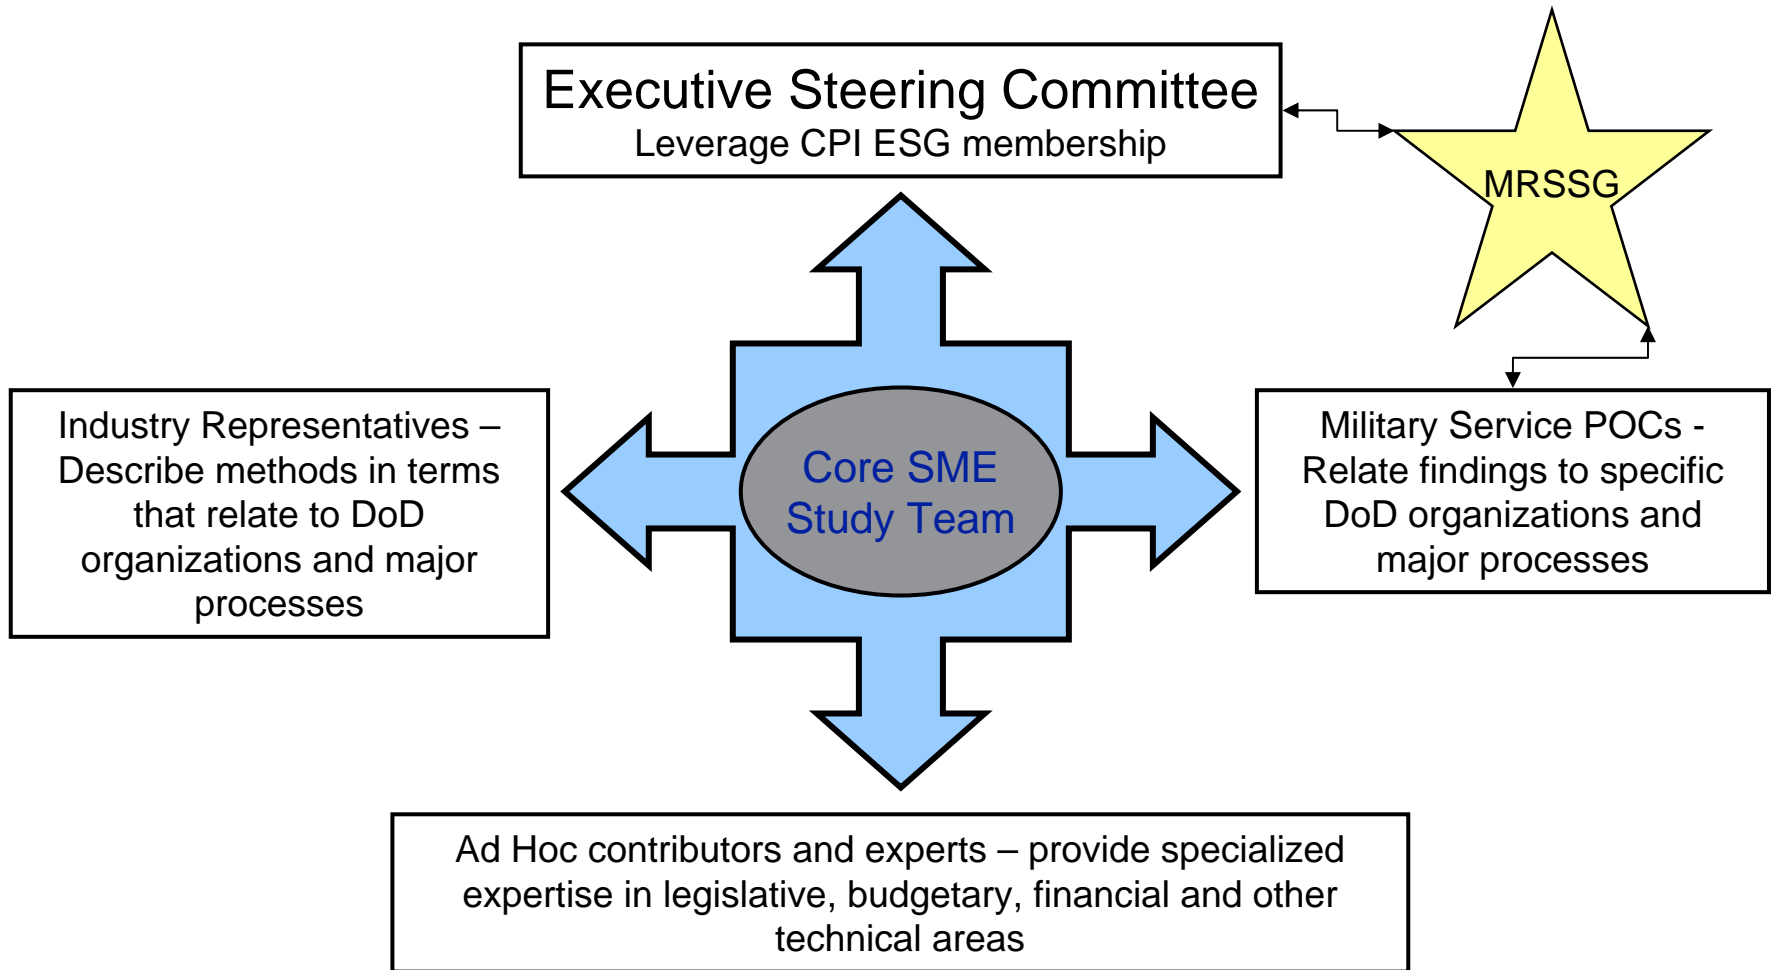 Executive Steering Committee
Leverage CPI ESG membership
MRSSG
Industry Representatives –
Describe methods in terms
that relate to DoD
organizations and major
processes
Core SME
Study Team
Military Service POCs -
Relate findings to specific
DoD organizations and
major processes
Ad Hoc contributors and experts – provide specialized
expertise in legislative, budgetary, financial and other
technical areas